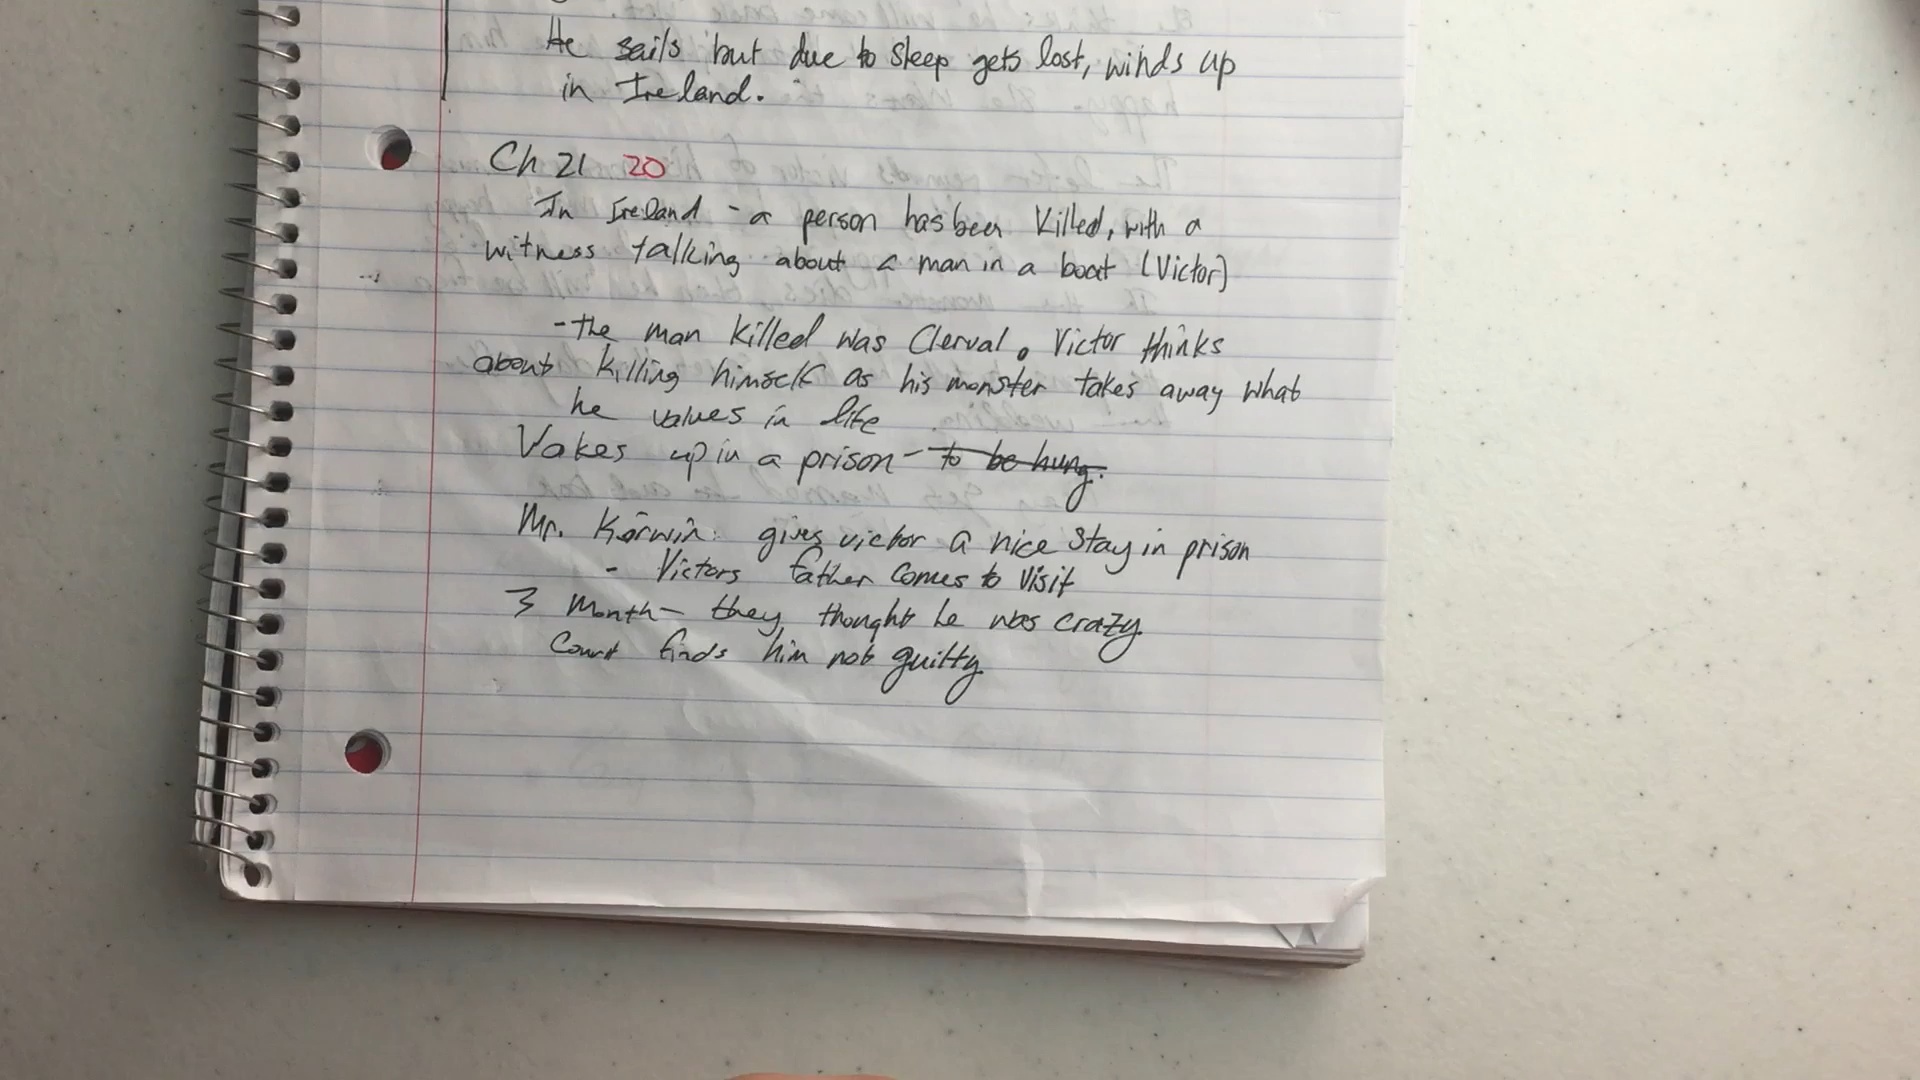 He sails but due to sleep gets lost, winds up
in Ireland.
Ch 21 20
In Ireland - a person has been killed, with a
witness talking about a man in a boat (Victor)
- the man killed was Clerval. Victor thinks
about killing himself as his monster takes away what
he values in life
Wakes up in a prison - to be hung.
Mr. Kirwin: gives victor a nice stay in prison
- Victors father comes to visit
3 Month - they thought he was crazy.
Court finds him not guilty